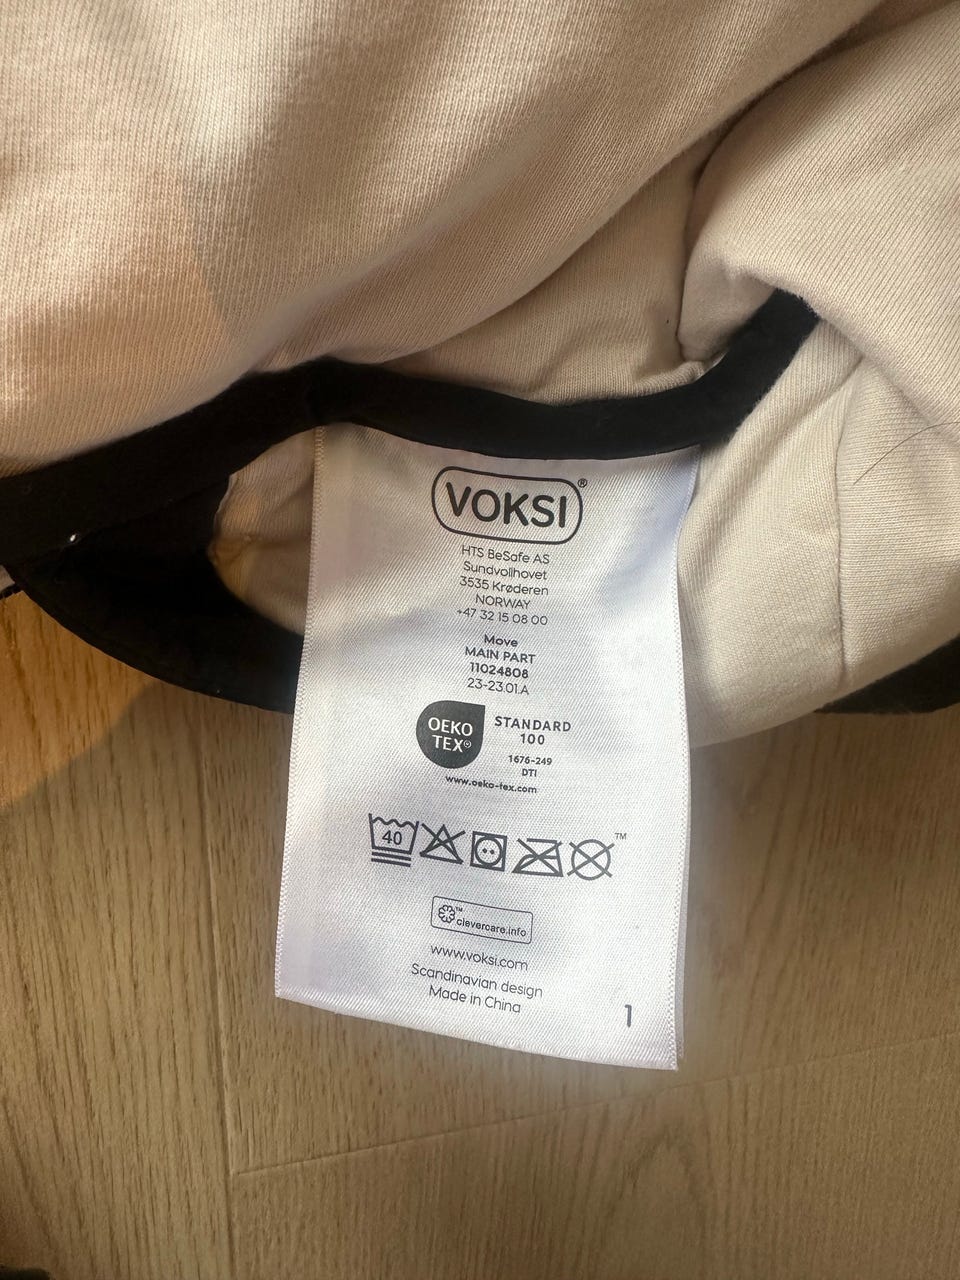 VOKSI®
HTS BeSafe AS
Sundvollhovet
3535 Krøderen
NORWAY
+47 32 15 08 00
Move
MAIN PART
11024808
23-23.01.A
OEKO
TEX®
STANDARD
100
1676-249
DTI
www.oeko-tex.com
40
™
™
clevercare.info
www.voksi.com
Scandinavian design
Made in China
1